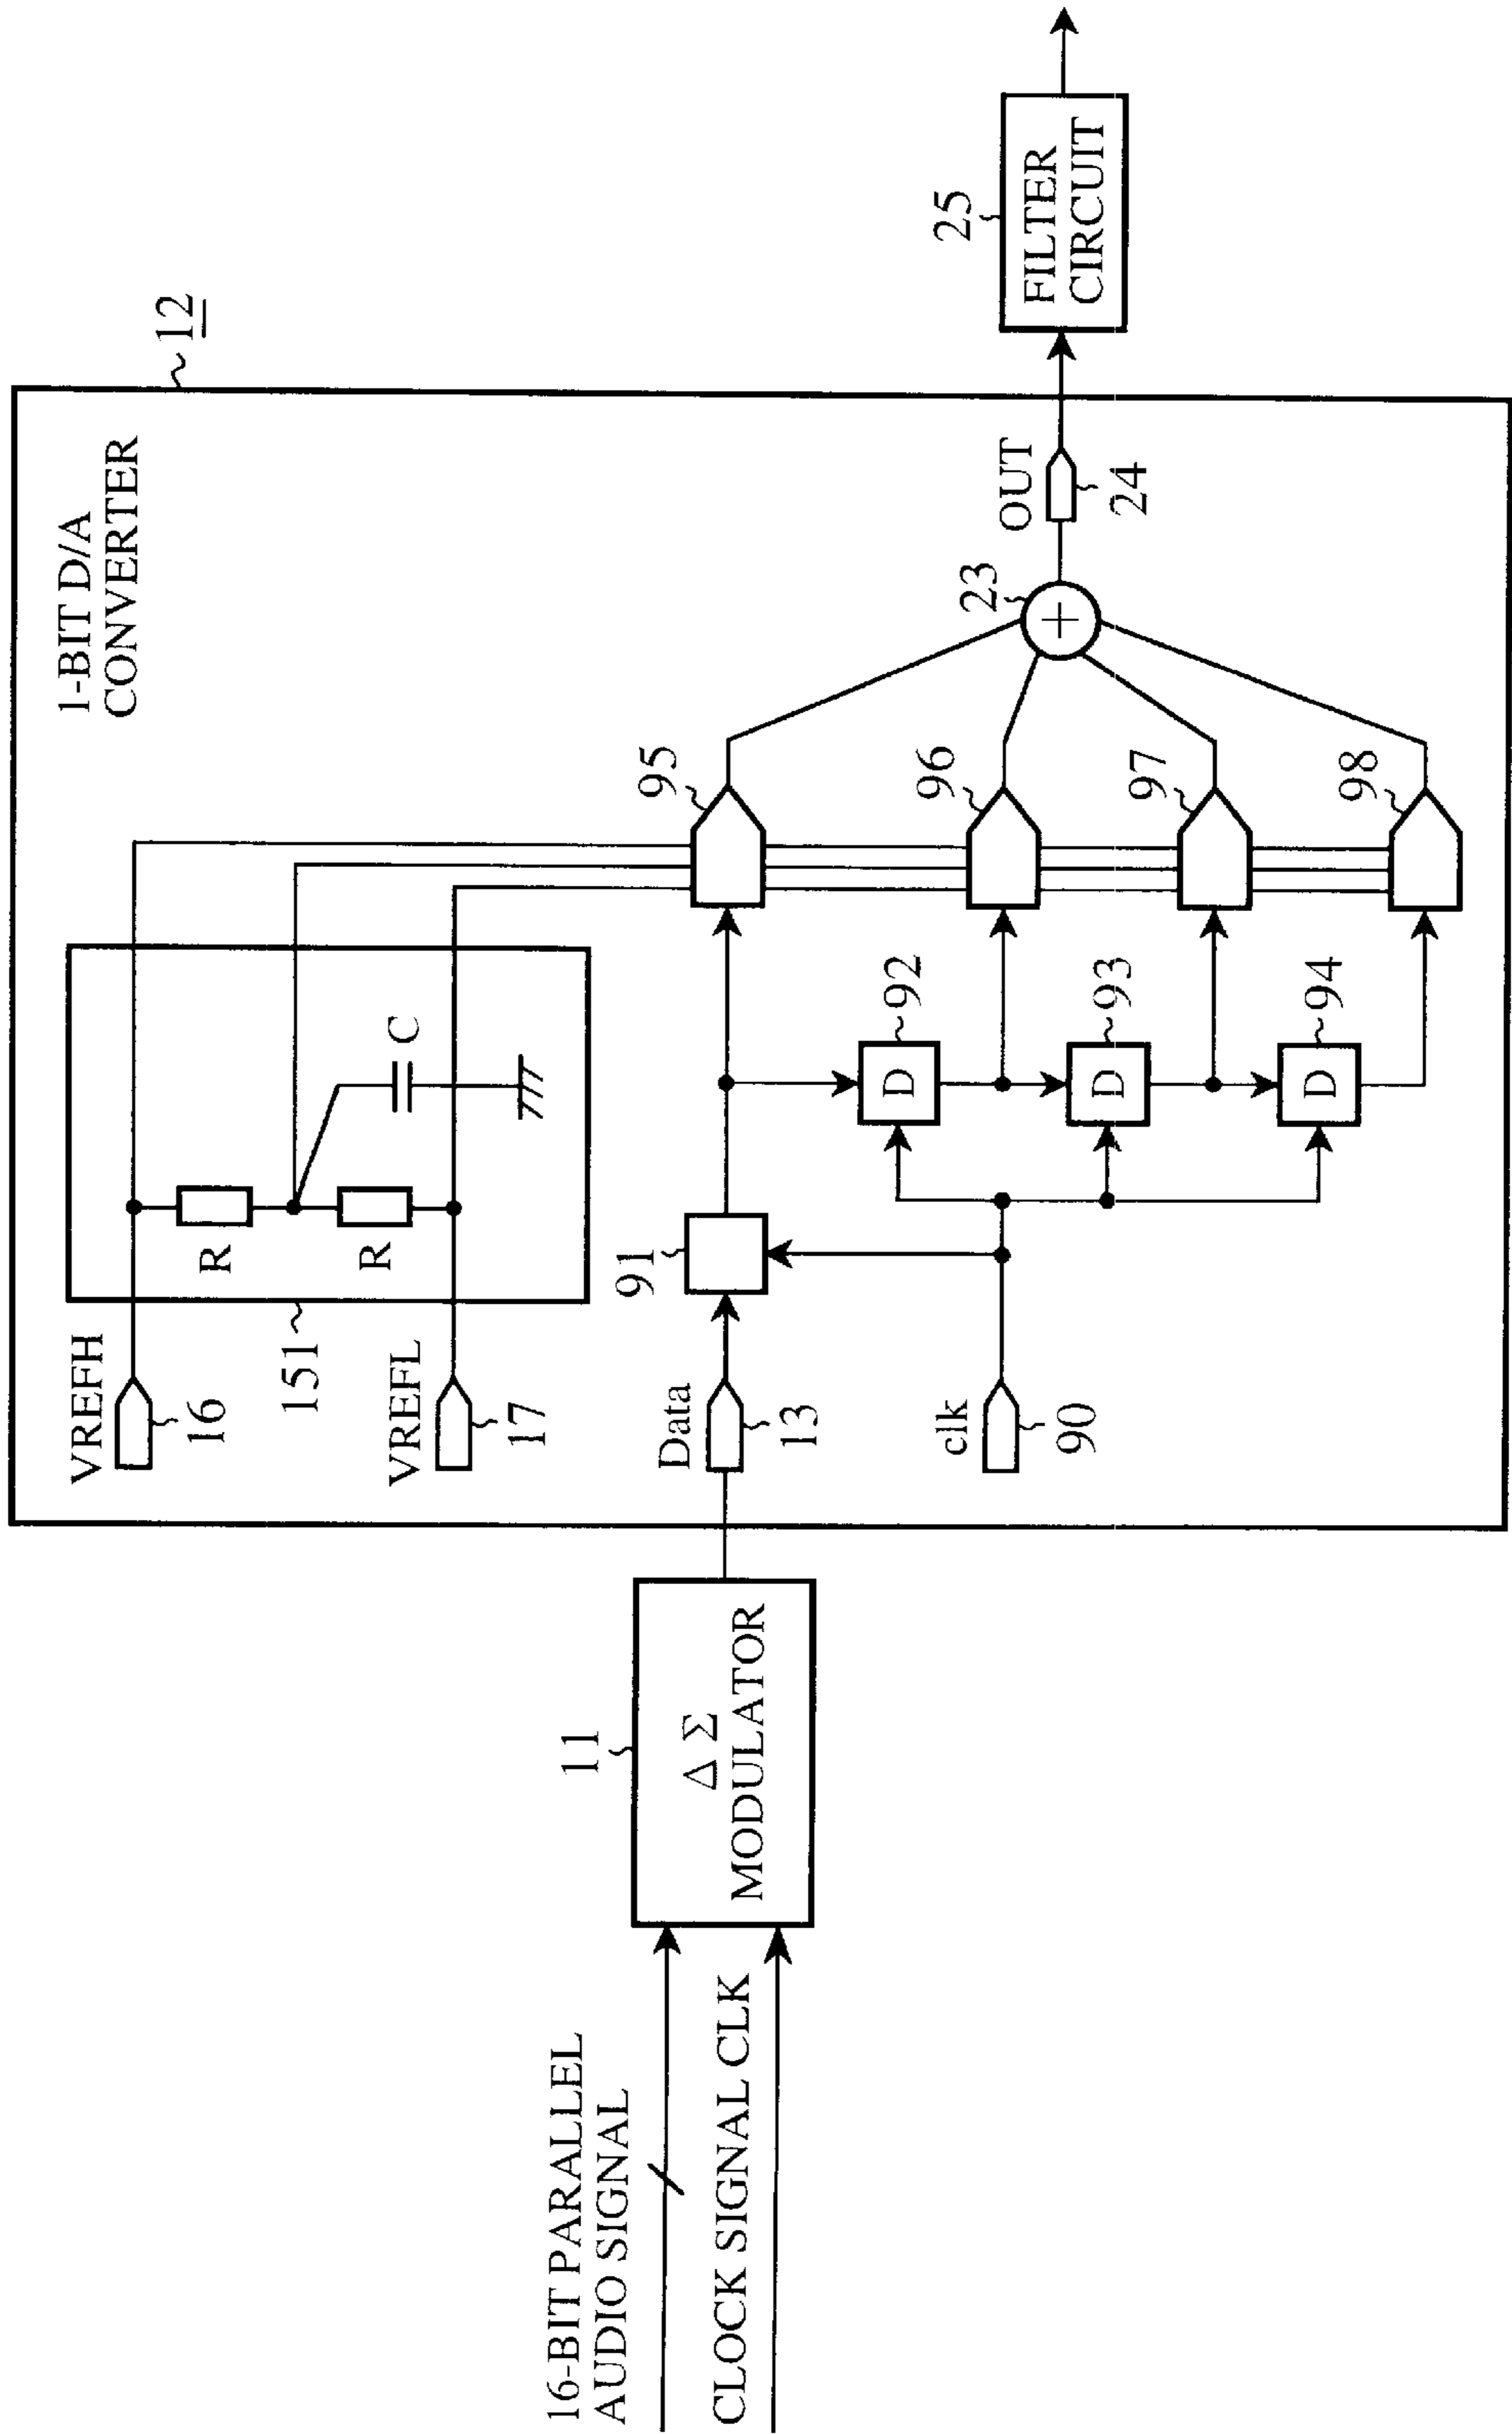 16-BIT PARALLEL
AUDIO SIGNAL
CLOCK SIGNAL CLK
11
Δ Σ
MODULATOR
12
1-BIT D/A
CONVERTER
VREFH
16
151
VREFL
17
R
R
C
Data
13
91
clk
90
D
92
D
93
D
94
95
96
97
98
23
+
OUT
24
25
FILTER
CIRCUIT